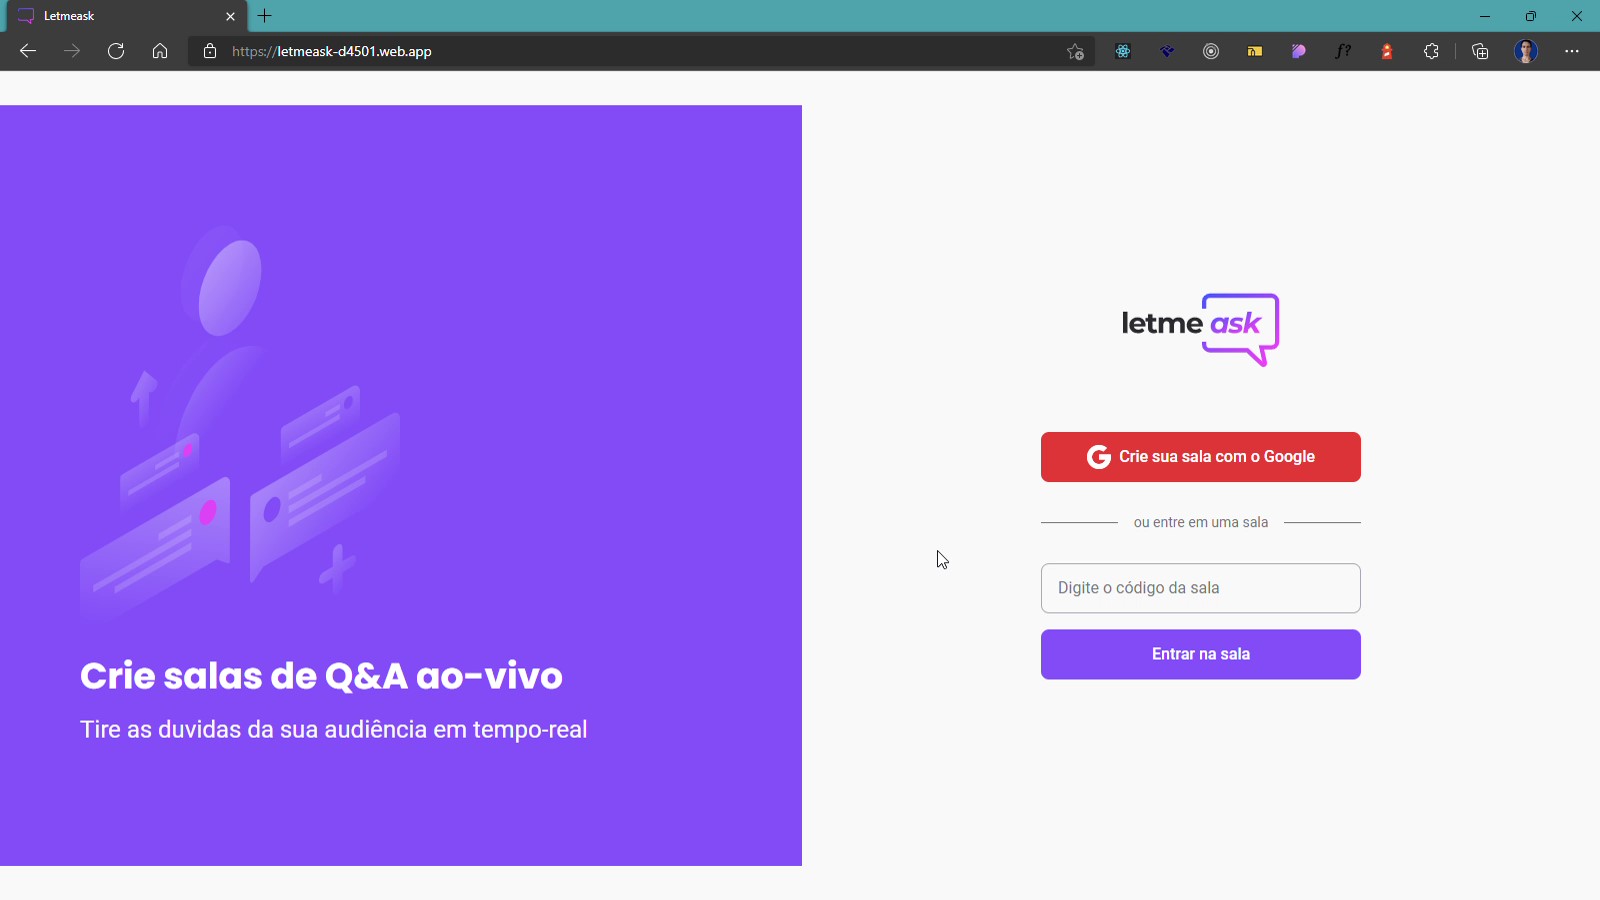 Letmeask
https://letmeask-d4501.web.app
f?
letme ask
G Crie sua sala com o Google
ou entre em uma sala
Digite o código da sala
Entrar na sala
Crie salas de Q&A ao-vivo
Tire as duvidas da sua audiência em tempo-real